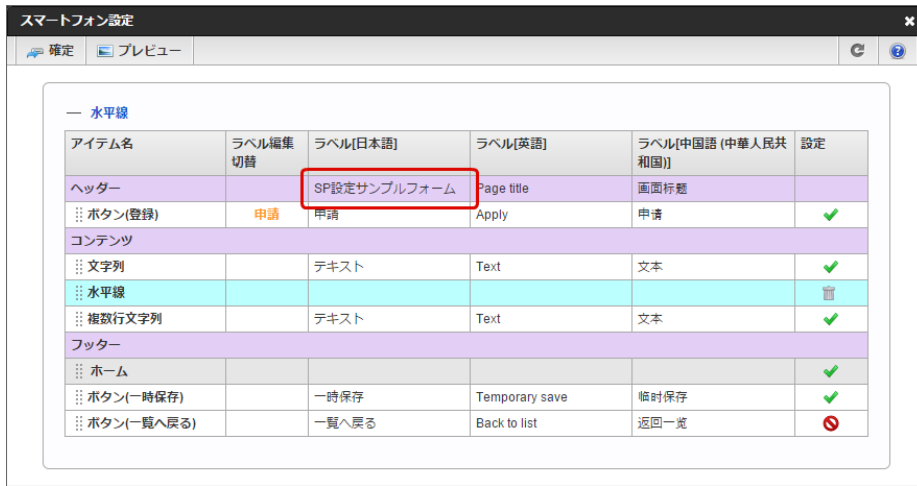 スマートフォン設定
確定 プレビュー
水平線
アイテム名 ラベル編集切替 ラベル[日本語] ラベル[英語] ラベル[中国語 (中華人民共和国)] 設定
ヘッダー SP設定サンプルフォーム Page title 画面标题
ボタン(登録) 申請 申請 Apply 申请
コンテンツ
文字列 テキスト Text 文本
水平線
複数行文字列 テキスト Text 文本
フッター
ホーム
ボタン(一時保存) 一時保存 Temporary save 临时保存
ボタン(一覧へ戻る) 一覧へ戻る Back to list 返回一览